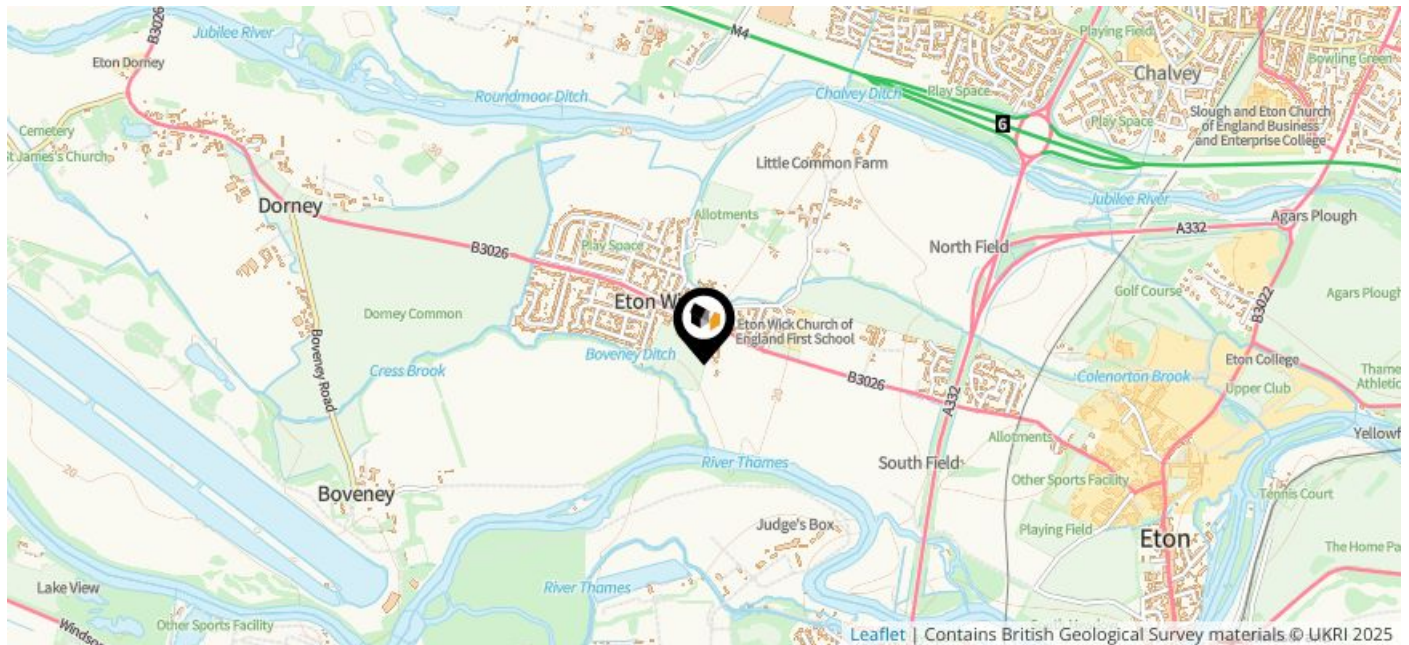 B3026
Jubilee River
M4
Playing Field
Eton Dorney
Chalvey
Bowling Green
Roundmoor Ditch
Chalvey Ditch
Play Space
6
Play Space
Slough and Eton Church
of England Business
and Enterprise College
Cemetery
St James's Church
Little Common Farm
Jubilee River
Dorney
Allotments
Agars Plough
A332
B3026
Play Space
North Field
Golf Course
B3022
Agars Plough
Eton
Dorney Common
Eton Wick Church of
England First School
Boveney Road
Boveney Ditch
Cress Brook
B3026
A332
Colenorton Brook
Eton College
Upper Club
Allotments
River Thames
South Field
Other Sports Facility
Boveney
Tennis Court
Judge's Box
Playing Field
Eton
The Home
Lake View
River Thames
Other Sports Facility
Leaflet | Contains British Geological Survey materials © UKRI 2025